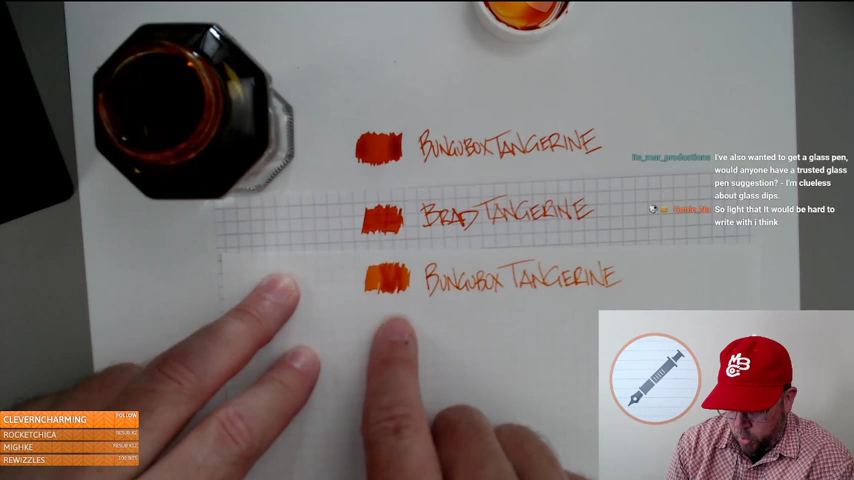 BUNGUBOX TANGERINE
BRAD TANGERINE
BUNGUBOX TANGERINE
I've also wanted to get a glass
pen, would anyone have a trusted glass
pen suggestion? - I'm clueless
about glass dips.
So light that It would be hard to
write with i think
CLEVERNCHARMING FOLLOW
ROCKETCHICA
MIGHKE
REWIZZLES